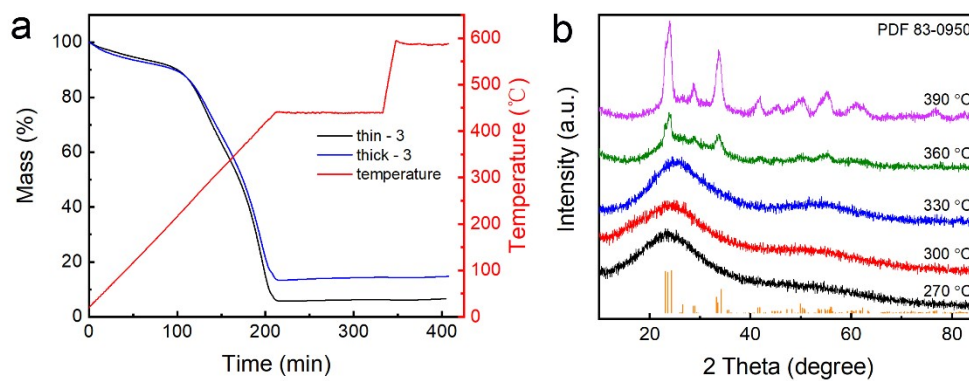 a
100
80
60
40
20
0
Mass (%)
0
100
200
300
400
Time (min)
600
500
400
300
200
100
0
Temperature (℃)
thin - 3
thick - 3
temperature
b
PDF 83-0950
390 °C
360 °C
330 °C
300 °C
270 °C
Intensity (a.u.)
20
40
60
80
2 Theta (degree)